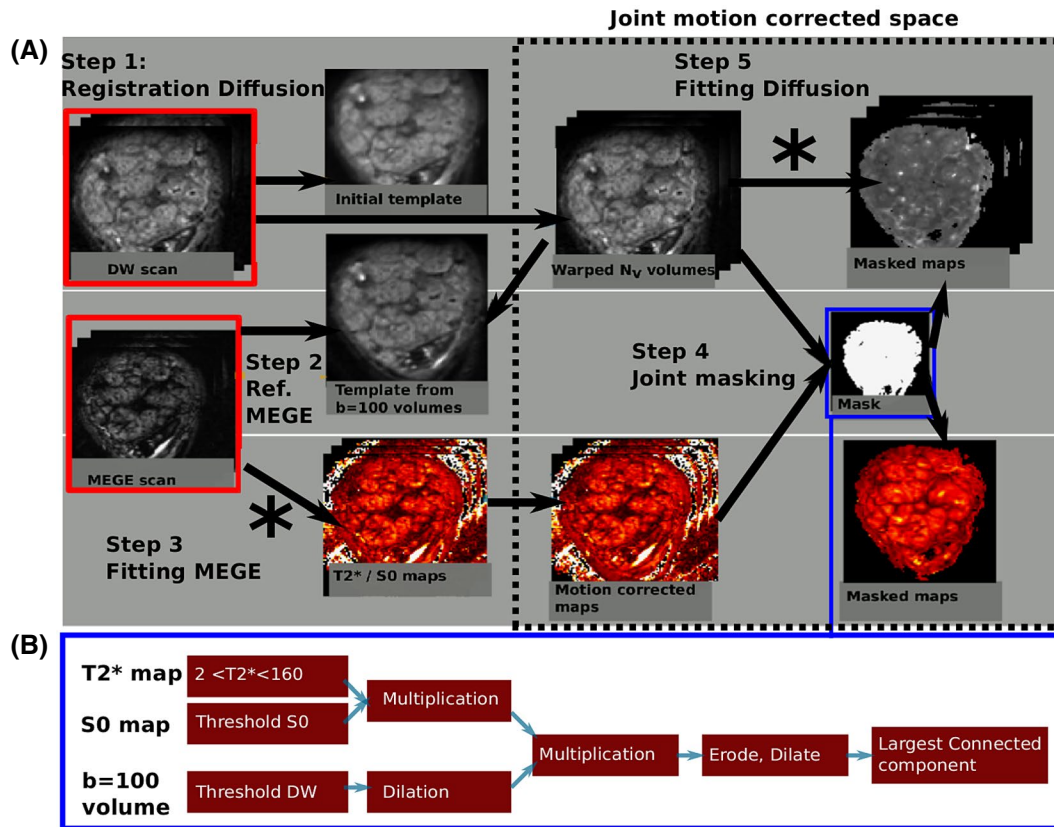 Joint motion corrected space
(A)
Step 1:
Registration Diffusion
Step 5
Fitting Diffusion
*
Initial template
DW scan
Warped Nv volumes
Masked maps
Step 2
Ref.
MEGE
Template from
b=100 volumes
Step 4
Joint masking
Mask
MEGE scan
*
Step 3
Fitting MEGE
T2* / S0 maps
Motion corrected
maps
Masked maps
(B)
T2* map
2 <T2*<160
Multiplication
S0 map
Threshold S0
Multiplication
Erode, Dilate
Largest Connected
component
b=100
volume
Threshold DW
Dilation